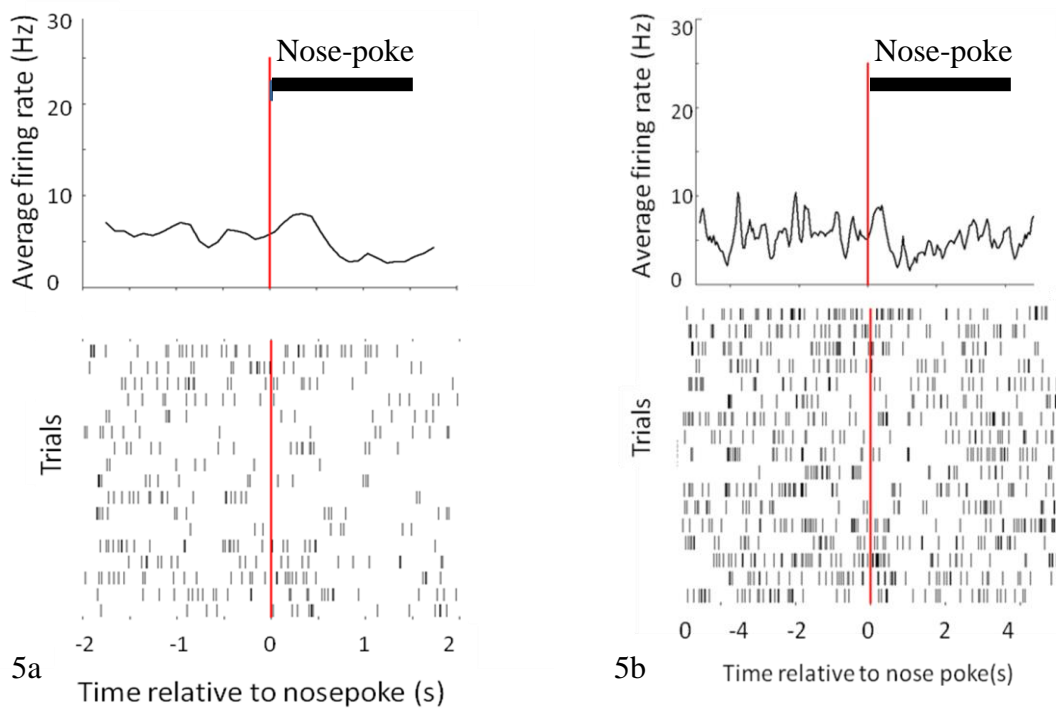 Average firing rate (Hz)
30
20
10
0
Nose-poke
Trials
-2
-1
0
1
2
5a
Time relative to nosepoke (s)
Average firing rate (Hz)
30
20
10
0
Nose-poke
Trials
0
-4
-2
0
2
4
5b
Time relative to nose poke(s)